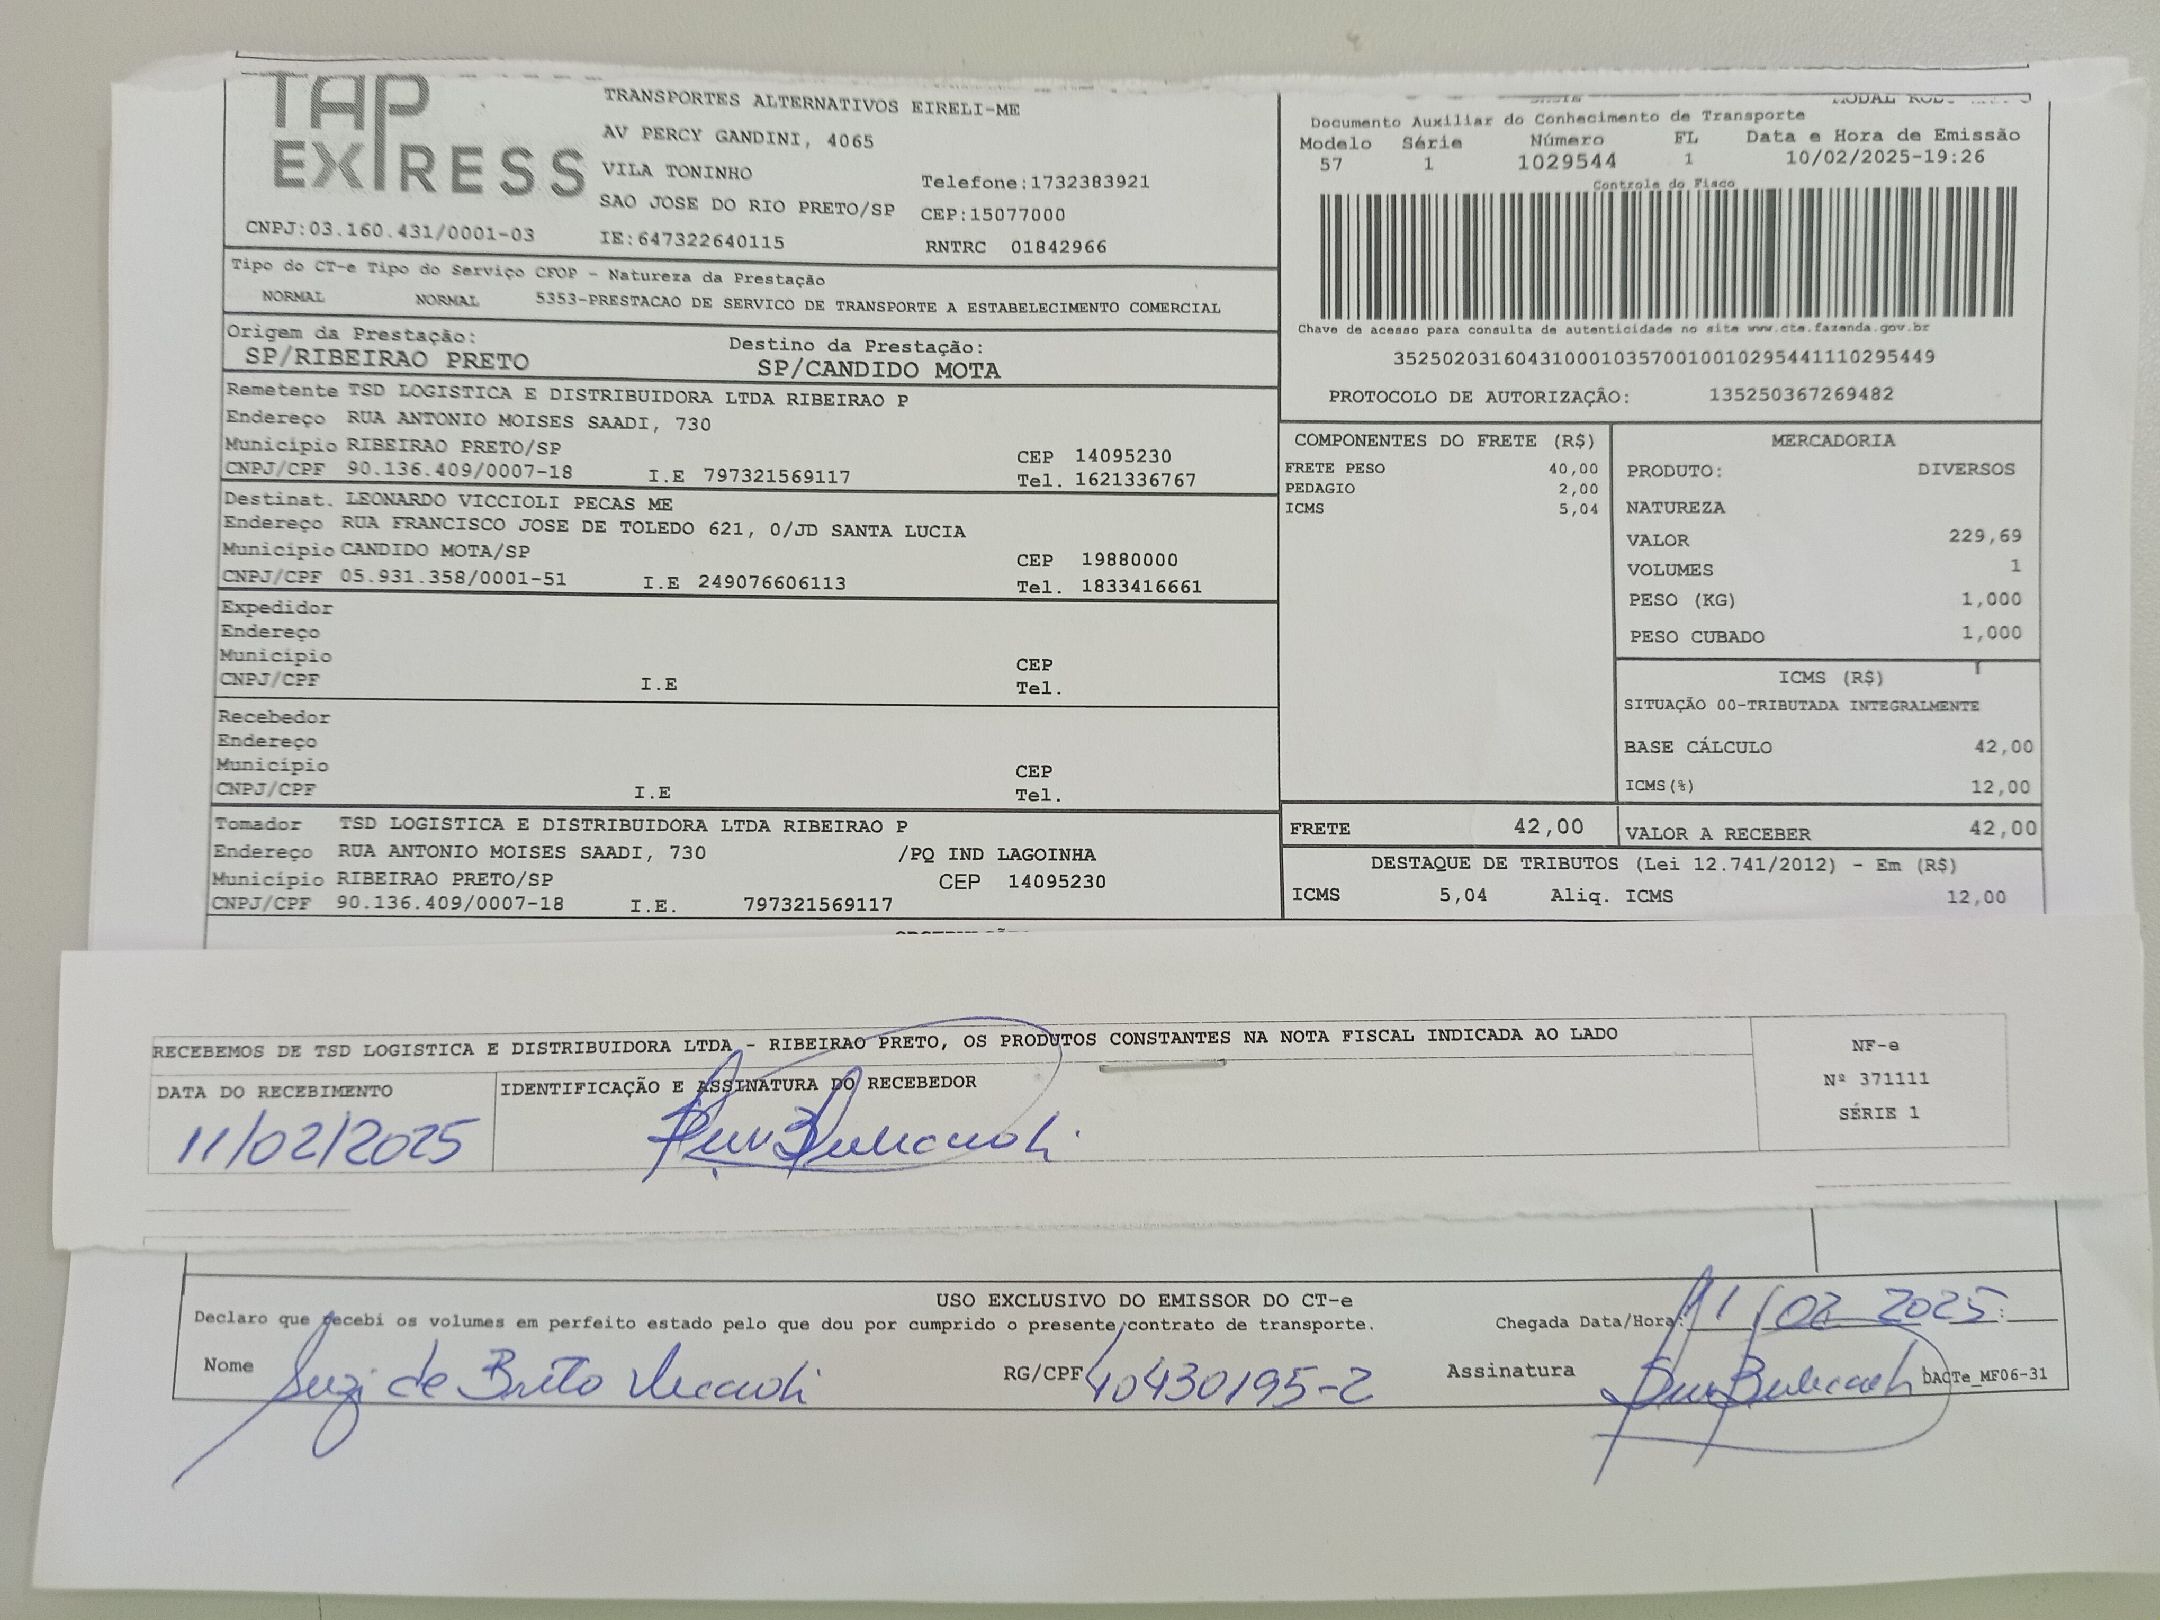 TAP
EXPRESS
TRANSPORTES ALTERNATIVOS EIRELI-ME
AV PERCY GANDINI, 4065
VILA TONINHO Telefone:1732383921
SAO JOSE DO RIO PRETO/SP CEP:15077000
CNPJ:03.160.431/0001-03 IE:647322640115 RNTRC 01842966
Documento Auxiliar do Conhecimento de Transporte
Modelo Série Número FL Data e Hora de Emissão
57 1 1029544 1 10/02/2025-19:26
Controle do Fisco
Chave de acesso para consulta de autenticidade no site www.cte.fazenda.gov.br
35250203160431000103570010010295441110295449
PROTOCOLO DE AUTORIZAÇÃO: 135250367269482
Tipo do CT-e Tipo do Serviço CFOP - Natureza da Prestação
NORMAL NORMAL 5353-PRESTACAO DE SERVICO DE TRANSPORTE A ESTABELECIMENTO COMERCIAL
Origem da Prestação: Destino da Prestação:
SP/RIBEIRAO PRETO SP/CANDIDO MOTA
Remetente TSD LOGISTICA E DISTRIBUIDORA LTDA RIBEIRAO P
Endereço RUA ANTONIO MOISES SAADI, 730
Município RIBEIRAO PRETO/SP CEP 14095230
CNPJ/CPF 90.136.409/0007-18 I.E 797321569117 Tel. 1621336767
Destinat. LEONARDO VICCIOLI PECAS ME
Endereço RUA FRANCISCO JOSE DE TOLEDO 621, 0/JD SANTA LUCIA
Município CANDIDO MOTA/SP CEP 19880000
CNPJ/CPF 05.931.358/0001-51 I.E 249076606113 Tel. 1833416661
Expedidor
Endereço
Município CEP
CNPJ/CPF I.E Tel.
Recebedor
Endereço
Município CEP
CNPJ/CPF I.E Tel.
Tomador TSD LOGISTICA E DISTRIBUIDORA LTDA RIBEIRAO P
Endereço RUA ANTONIO MOISES SAADI, 730 /PQ IND LAGOINHA
Município RIBEIRAO PRETO/SP CEP 14095230
CNPJ/CPF 90.136.409/0007-18 I.E. 797321569117
COMPONENTES DO FRETE (R$)
FRETE PESO 40,00
PEDAGIO 2,00
ICMS 5,04
MERCADORIA
PRODUTO: DIVERSOS
NATUREZA
VALOR 229,69
VOLUMES 1
PESO (KG) 1,000
PESO CUBADO 1,000
ICMS (R$)
SITUAÇÃO 00-TRIBUTADA INTEGRALMENTE
BASE CÁLCULO 42,00
ICMS(%) 12,00
FRETE 42,00 VALOR A RECEBER 42,00
DESTAQUE DE TRIBUTOS (Lei 12.741/2012) - Em (R$)
ICMS 5,04 Aliq. ICMS 12,00
RECEBEMOS DE TSD LOGISTICA E DISTRIBUIDORA LTDA - RIBEIRAO PRETO, OS PRODUTOS CONSTANTES NA NOTA FISCAL INDICADA AO LADO
DATA DO RECEBIMENTO IDENTIFICAÇÃO E ASSINATURA DO RECEBEDOR
11/02/2025
NF-e
Nº 371111
SÉRIE 1
USO EXCLUSIVO DO EMISSOR DO CT-e
Declaro que recebi os volumes em perfeito estado pelo que dou por cumprido o presente contrato de transporte. Chegada Data/Hora: 11/02 2025:
Nome Suzi de Brito RG/CPF 40430195-2 Assinatura DACTe_MF06-31